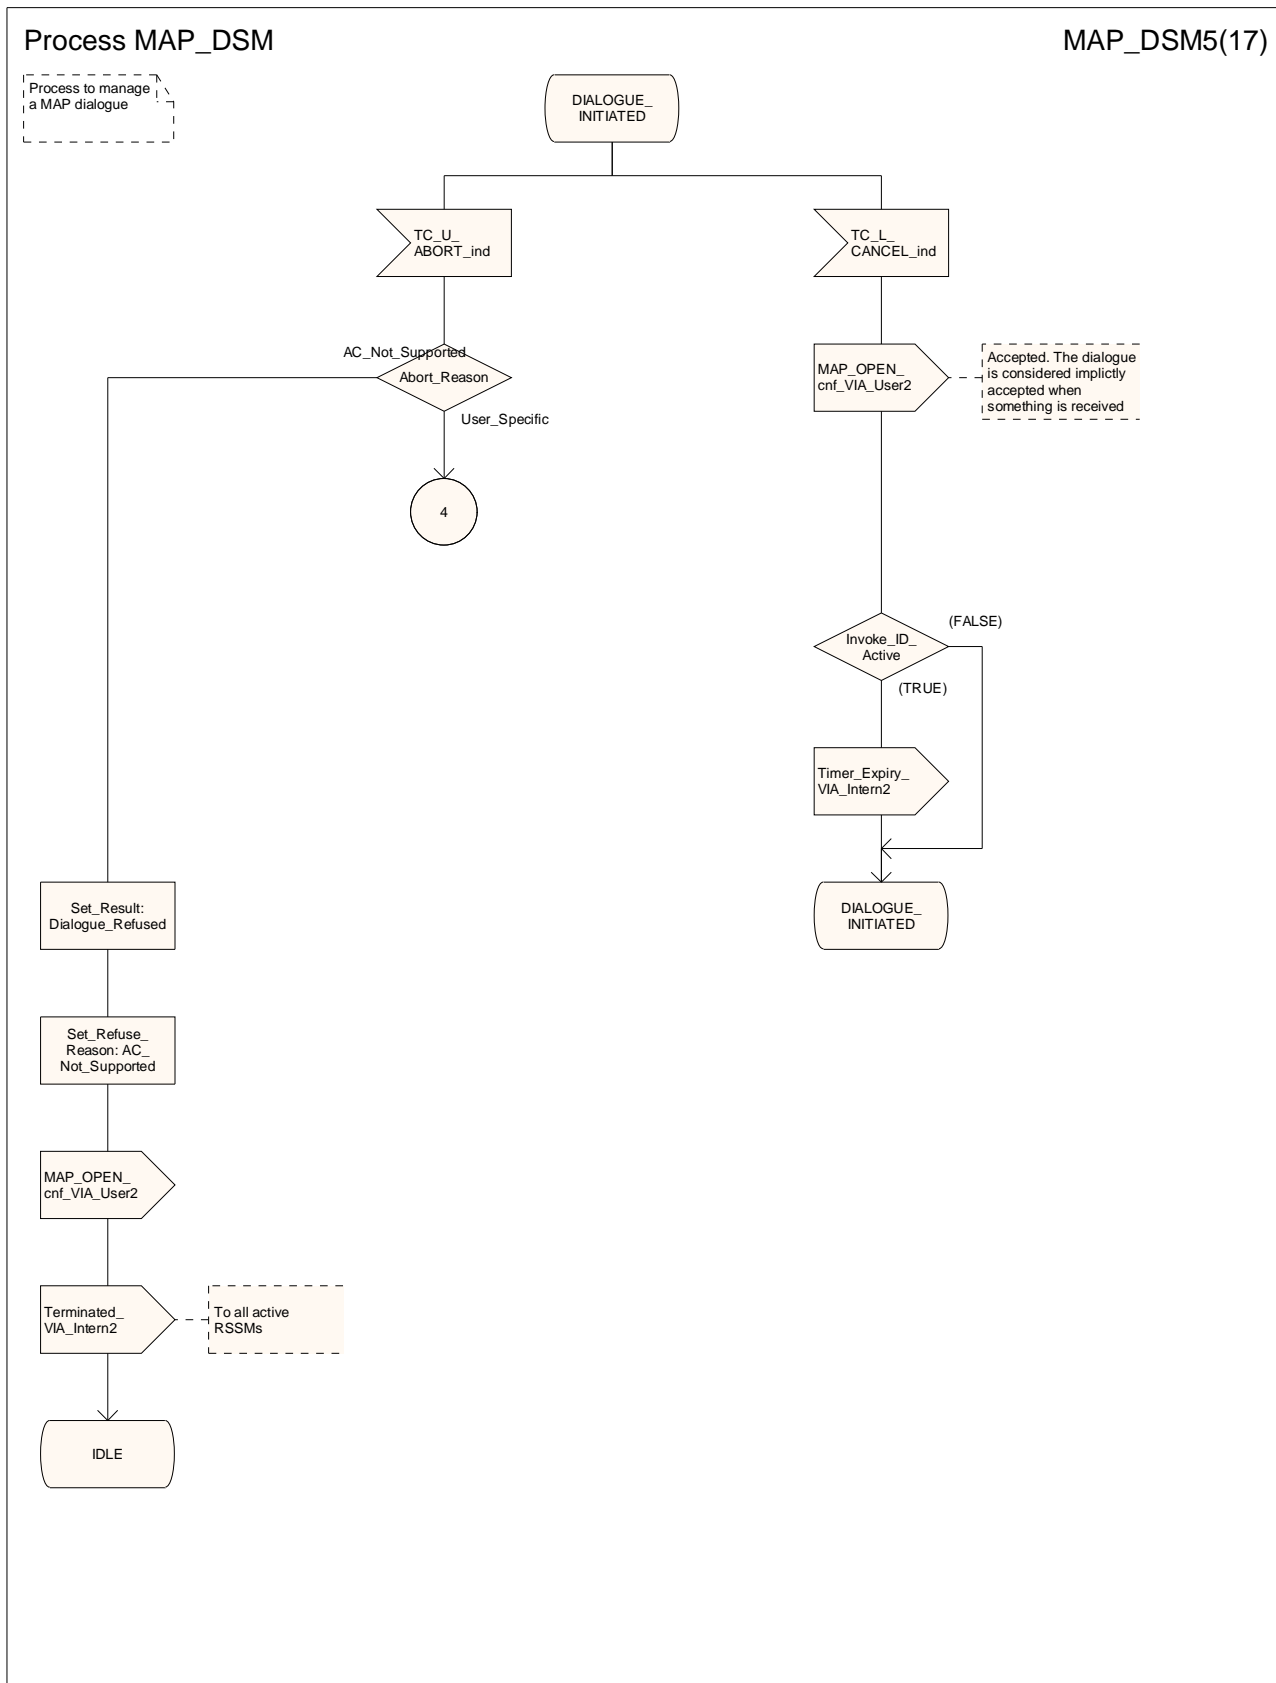 Process MAP_DSM
MAP_DSM5(17)
Process to manage
a MAP dialogue
DIALOGUE_
INITIATED
TC_U_
ABORT_ind
TC_L_
CANCEL_ind
AC_Not_Supported
Abort_Reason
User_Specific
4
MAP_OPEN_
cnf_VIA_User2
Accepted. The dialogue
is considered implictly
accepted when
something is received
(FALSE)
Invoke_ID_
Active
(TRUE)
Timer_Expiry_
VIA_Intern2
DIALOGUE_
INITIATED
Set_Result:
Dialogue_Refused
Set_Refuse_
Reason: AC_
Not_Supported
MAP_OPEN_
cnf_VIA_User2
Terminated_
VIA_Intern2
To all active
RSSMs
IDLE